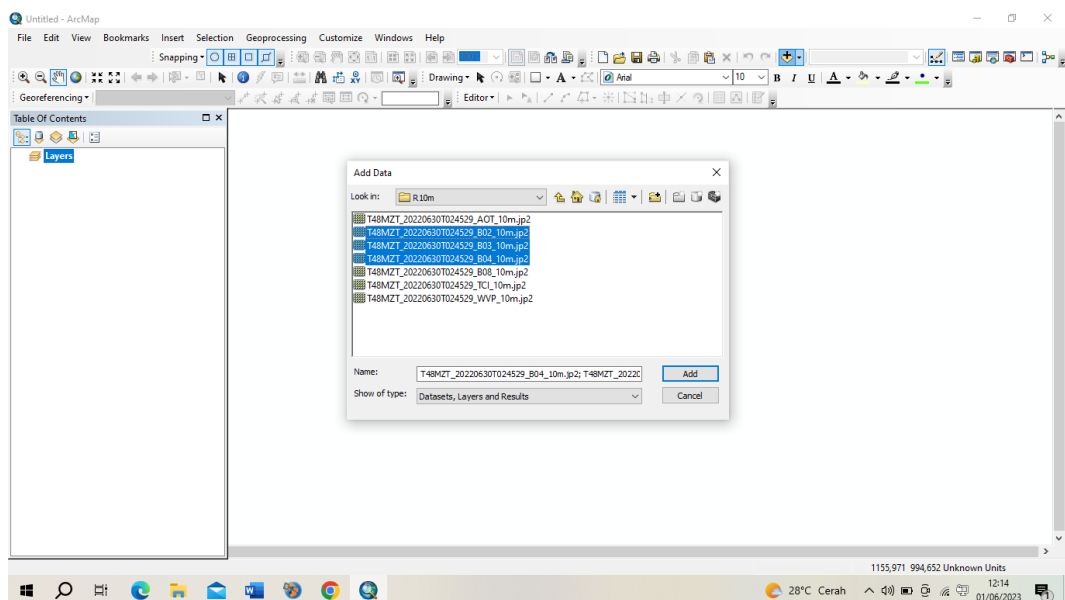 Untitled - ArcMap
File Edit View Bookmarks Insert Selection Geoprocessing Customize Windows Help
Snapping
Drawing A Arial 10 B I U A
Georeferencing Editor
Table Of Contents
Layers
Add Data
Look in: R10m
T48MZT_20220630T024529_AOT_10m.jp2
T48MZT_20220630T024529_B02_10m.jp2
T48MZT_20220630T024529_B03_10m.jp2
T48MZT_20220630T024529_B04_10m.jp2
T48MZT_20220630T024529_B08_10m.jp2
T48MZT_20220630T024529_TCI_10m.jp2
T48MZT_20220630T024529_WVP_10m.jp2
Name: T48MZT_20220630T024529_B04_10m.jp2; T48MZT_2022C Add
Show of type: Datasets, Layers and Results Cancel
1155,971 994,652 Unknown Units
28°C Cerah 12:14
01/06/2023